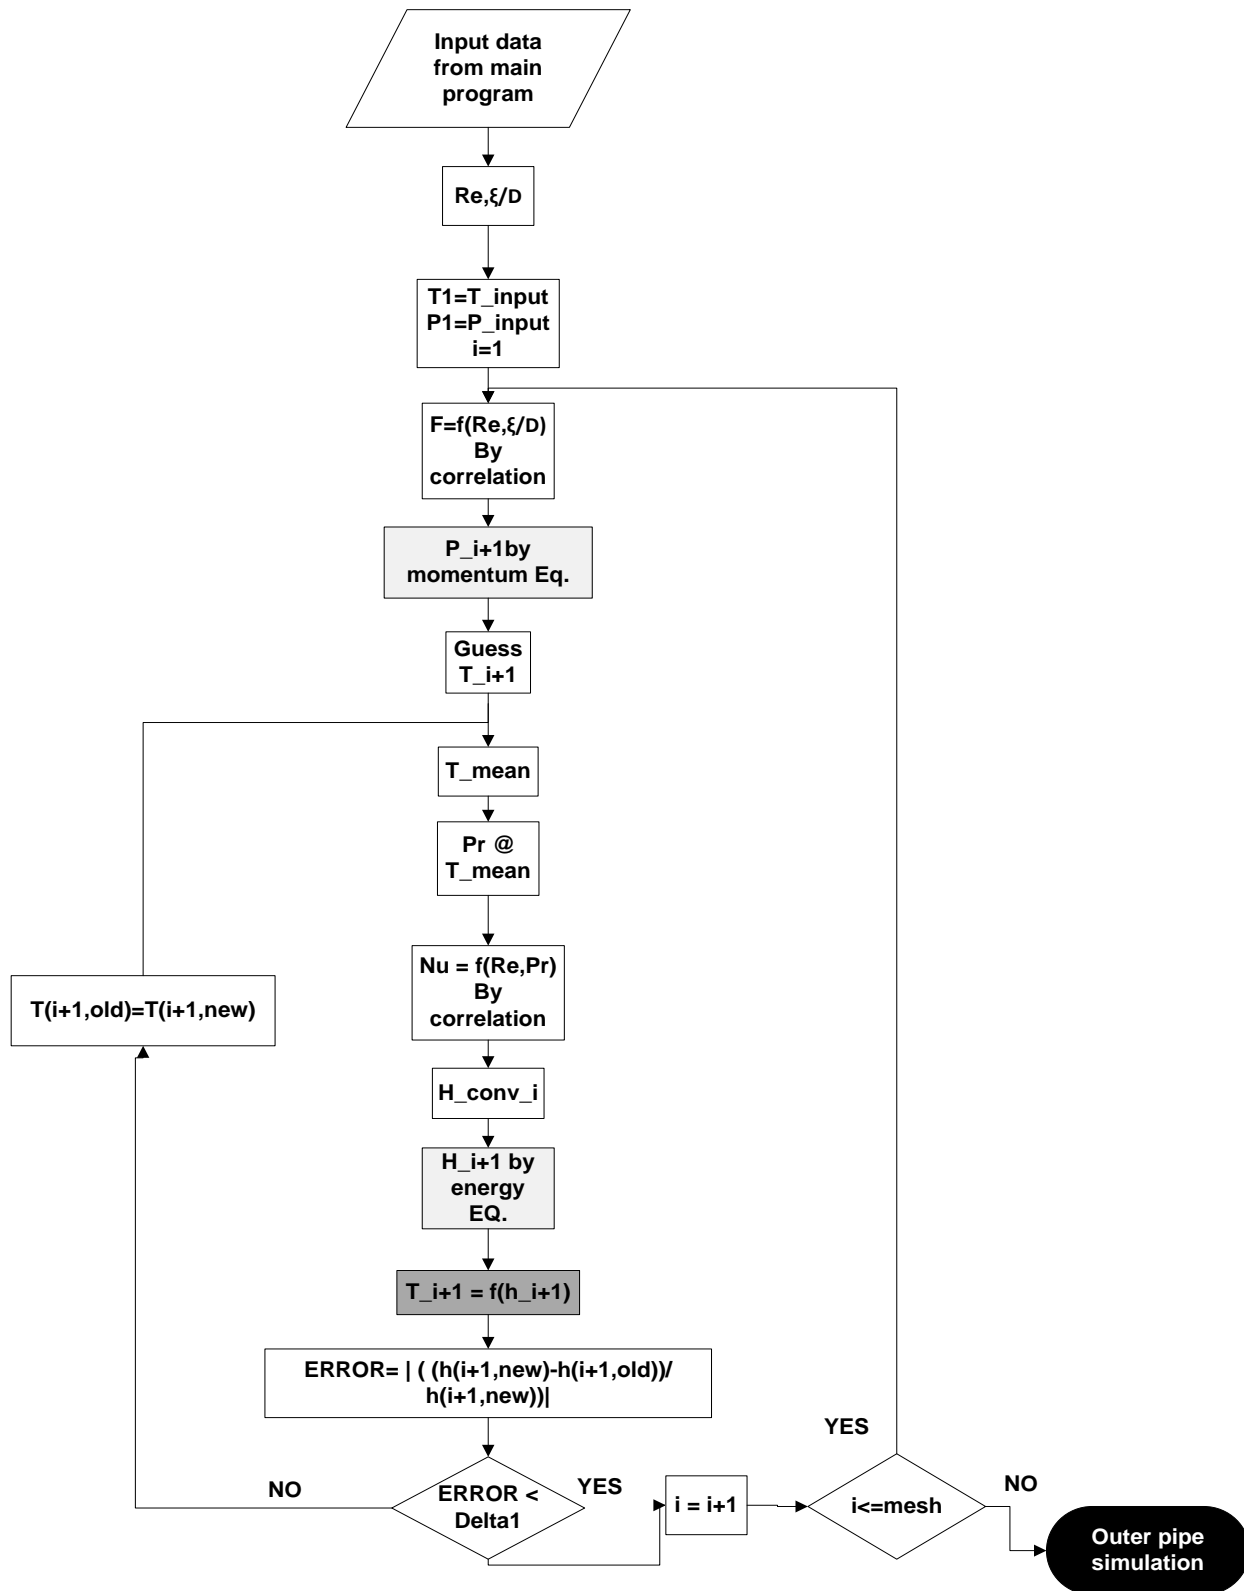 Input data
from main
program
Re,ξ/D
T1=T_input
P1=P_input
i=1
F=f(Re,ξ/D)
By
correlation
P_i+1by
momentum Eq.
Guess
T_i+1
T_mean
Pr @
T_mean
Nu = f(Re,Pr)
By
correlation
T(i+1,old)=T(i+1,new)
H_conv_i
H_i+1 by
energy
EQ.
T_i+1 = f(h_i+1)
ERROR= | ( (h(i+1,new)-h(i+1,old))/
h(i+1,new))|
ERROR <
Delta1
NO
YES
i = i+1
i<=mesh
YES
NO
Outer pipe
simulation